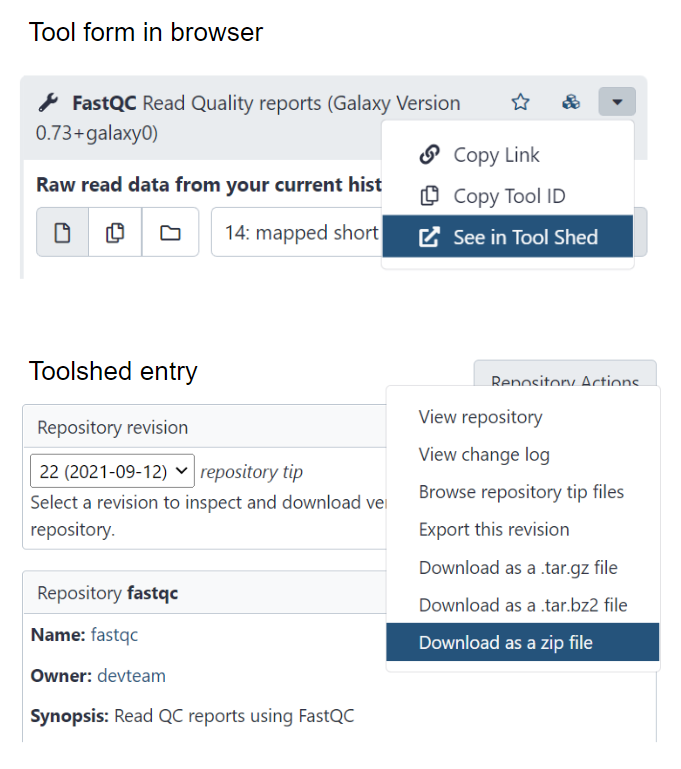 Tool form in browser
FastQC Read Quality reports (Galaxy Version
0.73+galaxy0)
Copy Link
Raw read data from your current hist
Copy Tool ID
14: mapped short
See in Tool Shed
Toolshed entry
Repository Actions
Repository revision
View repository
View change log
22 (2021-09-12) repository tip
Browse repository tip files
Select a revision to inspect and download ve
repository.
Export this revision
Download as a .tar.gz file
Repository fastqc
Download as a .tar.bz2 file
Name: fastqc
Download as a zip file
Owner: devteam
Synopsis: Read QC reports using FastQC